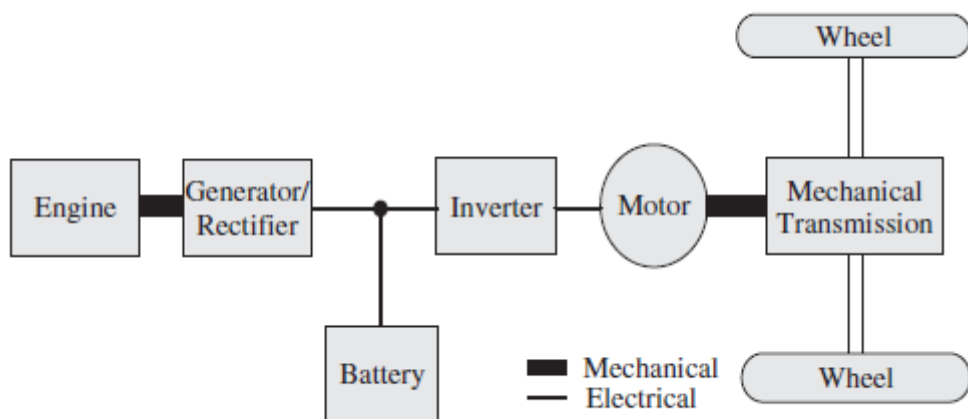 Wheel
Engine
Generator/
Rectifier
Inverter
Motor
Mechanical
Transmission
Battery
Mechanical
Electrical
Wheel